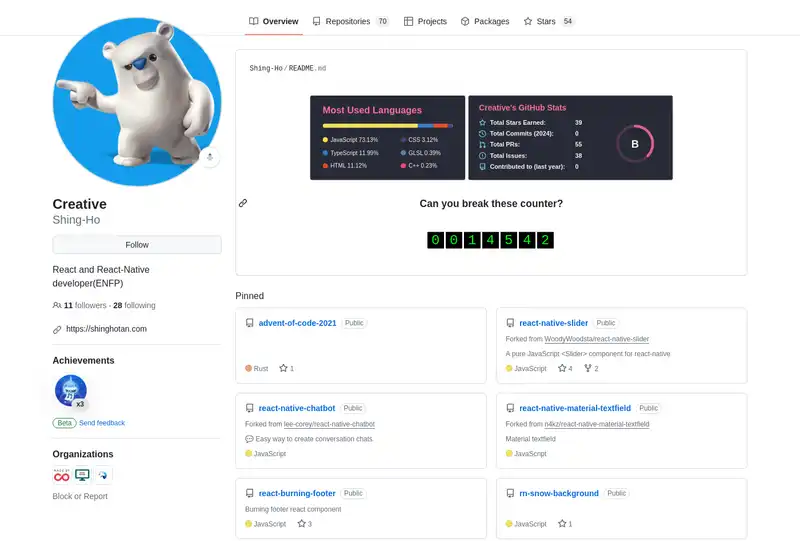 Overview
Repositories 70
Projects
Packages
Stars 54
Creative
Shing-Ho
Follow
React and React-Native
developer(ENFP)
11 followers · 28 following
https://shinghotan.com
Achievements
x3
Beta Send feedback
Organizations
Block or Report
Shing-Ho / README.md
Most Used Languages
JavaScript 73.13%
CSS 3.12%
TypeScript 11.99%
GLSL 0.39%
HTML 11.12%
C++ 0.23%
Creative's GitHub Stats
Total Stars Earned: 39
Total Commits (2024): 0
Total PRs: 55
Total Issues: 38
Contributed to (last year): 0
B
Can you break these counter?
0014542
Pinned
advent-of-code-2021 Public
Rust 1
react-native-slider Public
Forked from WoodyWoodsta/react-native-slider
A pure JavaScript <Slider> component for react-native
JavaScript 4 2
react-native-chatbot Public
Forked from lee-corey/react-native-chatbot
💬 Easy way to create conversation chats
JavaScript
react-native-material-textfield Public
Forked from n4kz/react-native-material-textfield
Material textfield
JavaScript
react-burning-footer Public
Burning footer react component
JavaScript 3
rn-snow-background Public
JavaScript 1